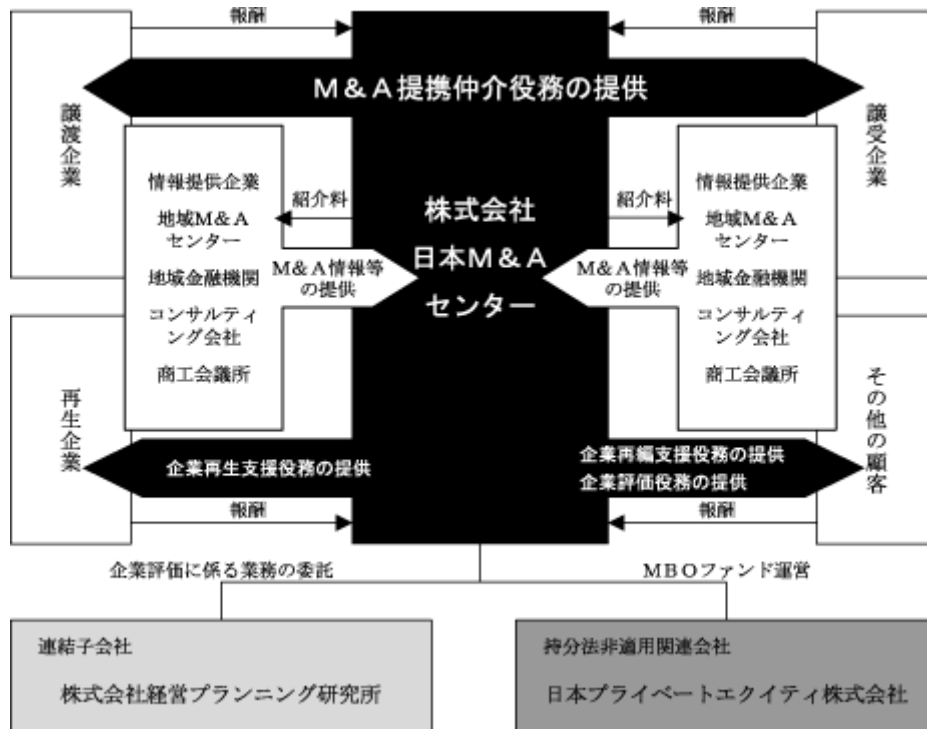 報酬
報酬
M&A提携仲介役務の提供
譲渡企業
譲受企業
情報提供企業
地域M&A
センター
地域金融機関
コンサルティ
ング会社
商工会議所
紹介料
M&A情報等
の提供
株式会社
日本M&A
センター
紹介料
M&A情報等
の提供
情報提供企業
地域M&A
センター
地域金融機関
コンサルティ
ング会社
商工会議所
再生企業
その他の顧客
企業再生支援役務の提供
企業再編支援役務の提供
企業評価役務の提供
報酬
報酬
企業評価に係る業務の委託
MBOファンド運営
連結子会社
株式会社経営プランニング研究所
持分法非適用関連会社
日本プライベートエクイティ株式会社